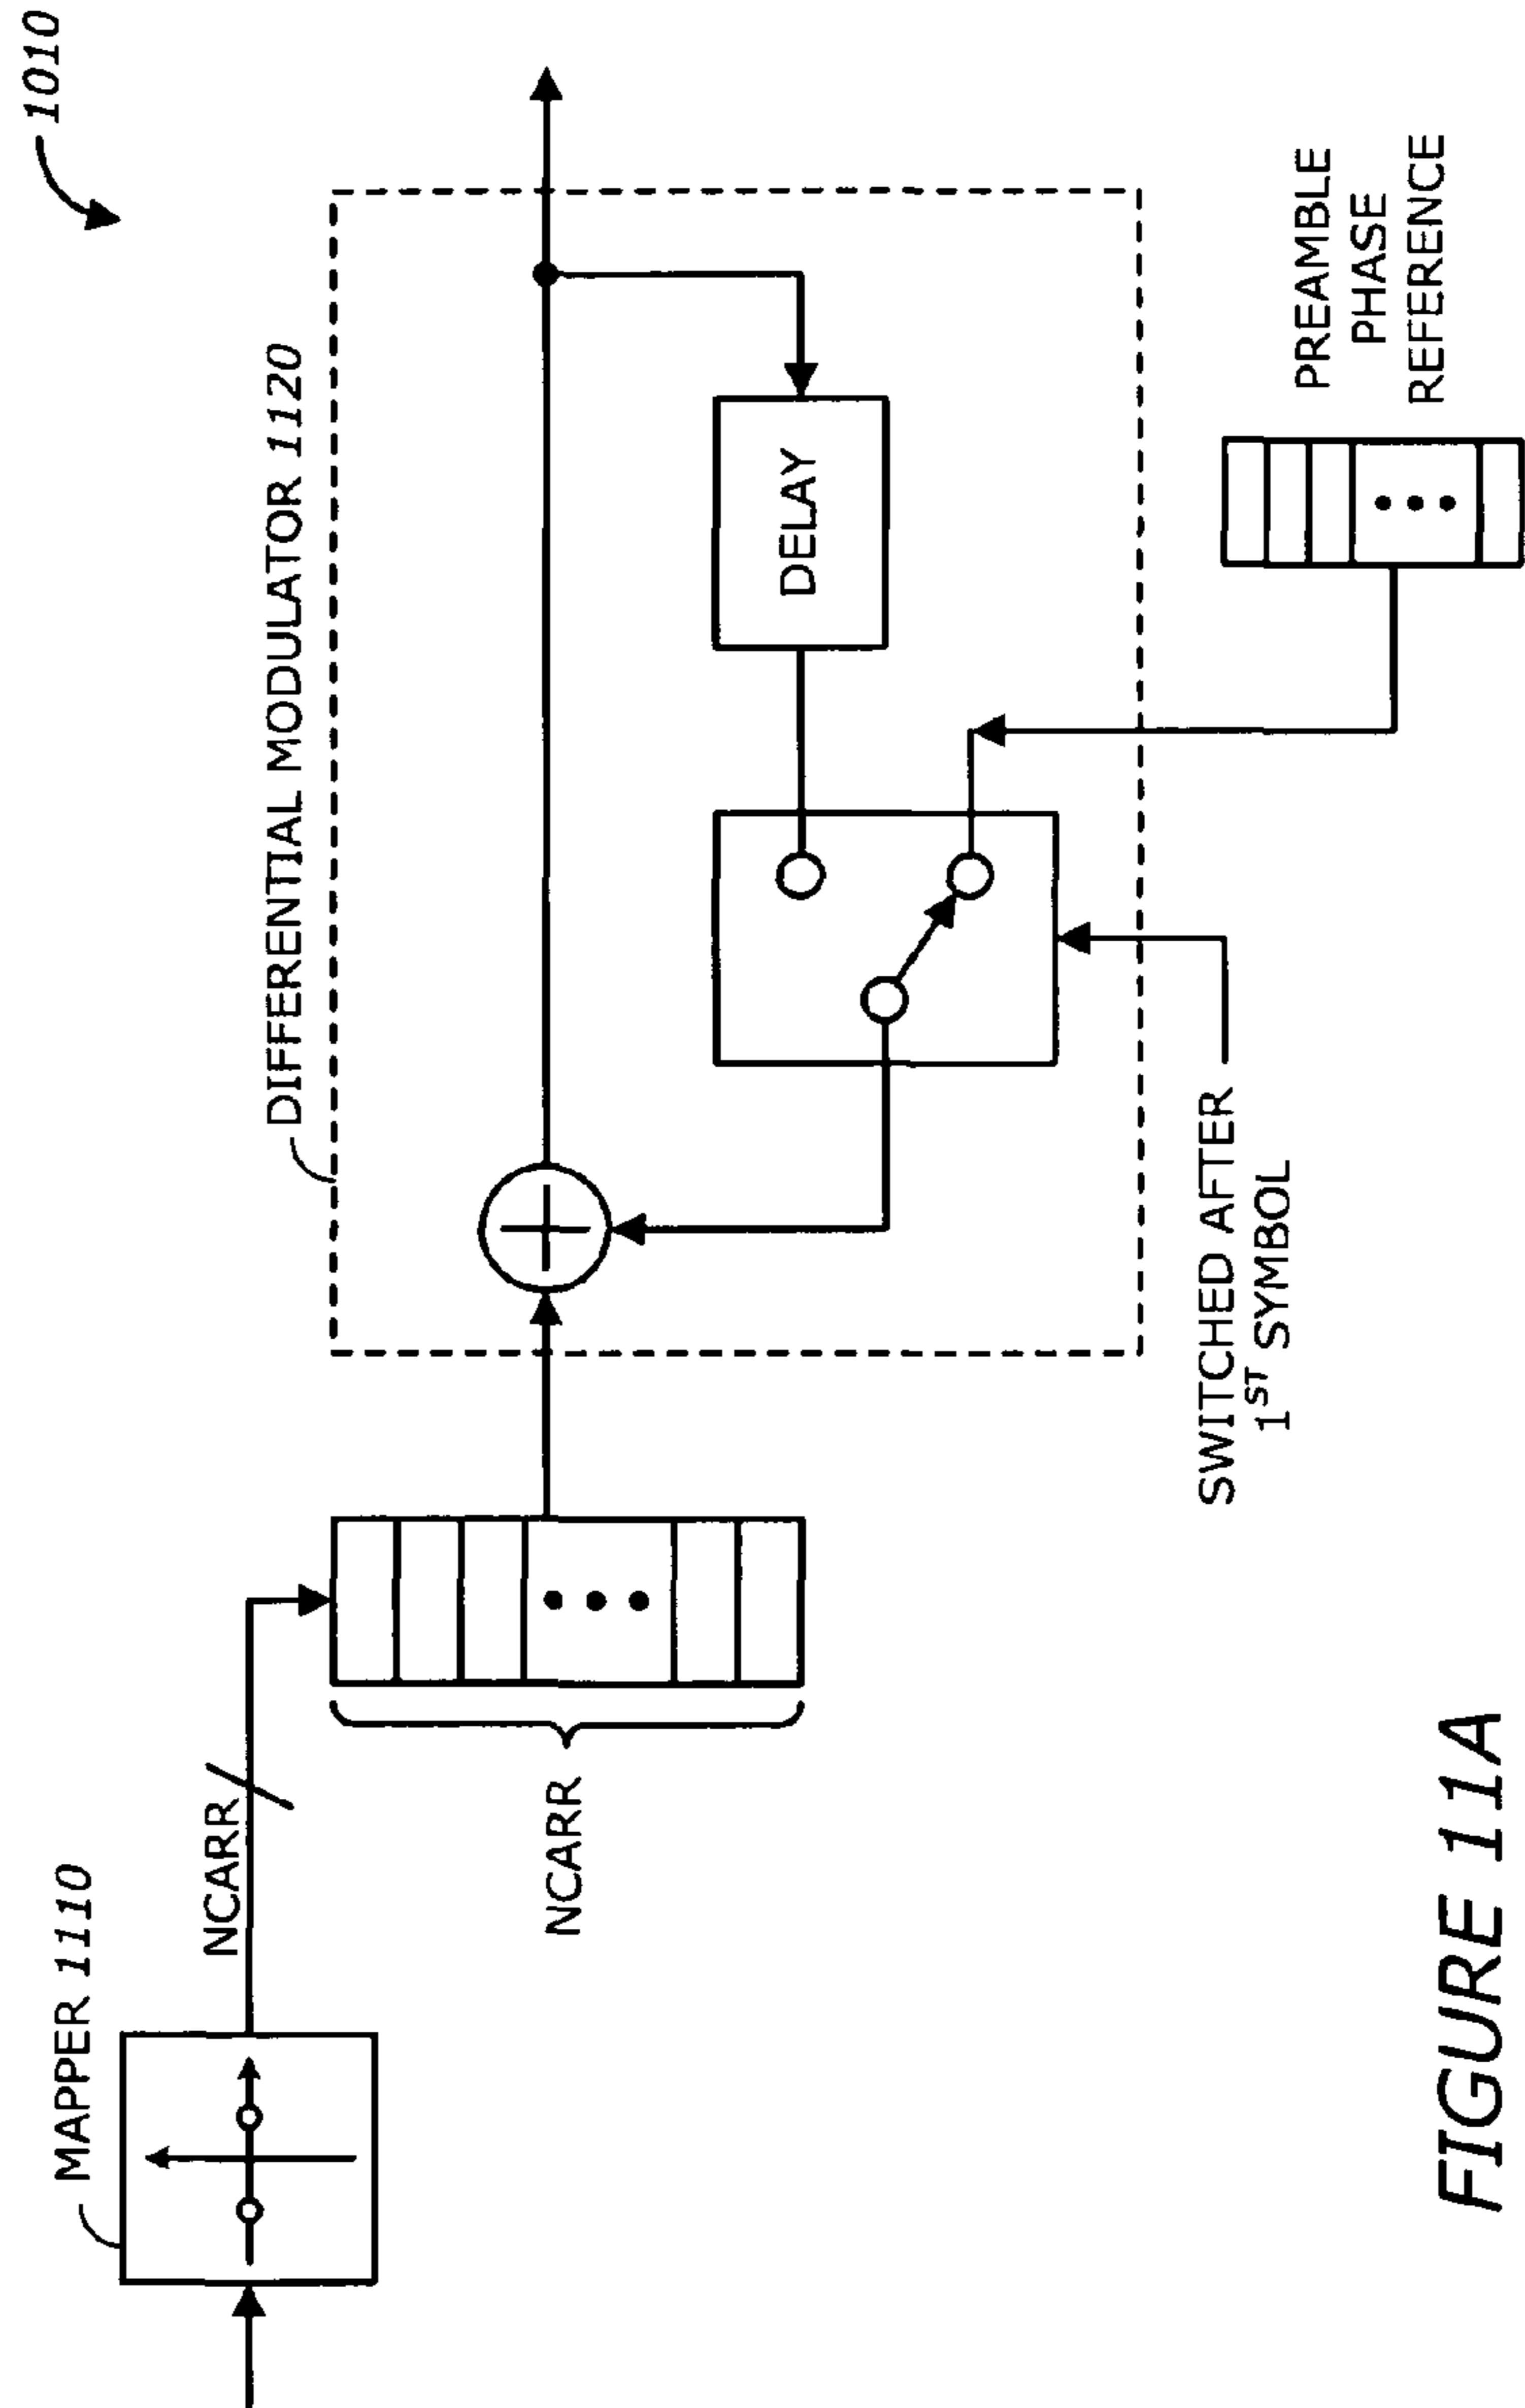 1010
MAPPER 1110
NCARR
NCARR
DIFFERENTIAL MODULATOR 1120
DELAY
SWITCHED AFTER
1ST SYMBOL
PREAMBLE
PHASE
REFERENCE
FIGURE 11A